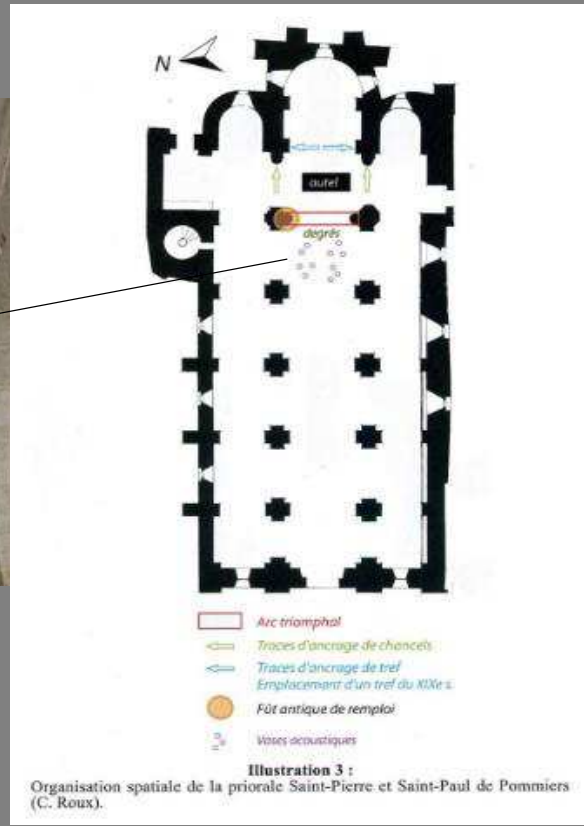 N
autel
degrés
Arc triomphal
Traces d'ancrage de chancels
Traces d'ancrage de tref
Emplacement d'un tref du XIXe s.
Fût antique de remploi
Vases acoustiques
Illustration 3 :
Organisation spatiale de la priorale Saint-Pierre et Saint-Paul de Pommiers
(C. Roux).